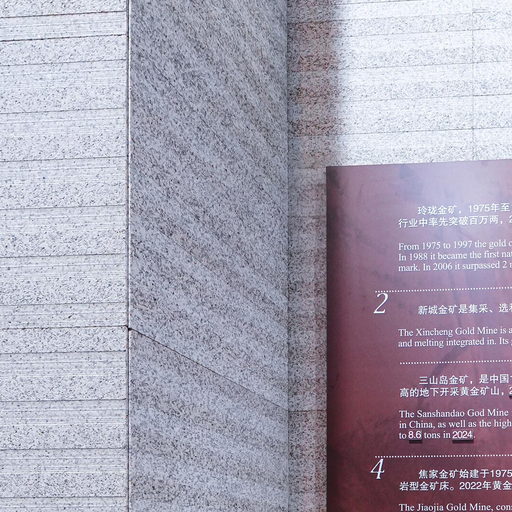 玲珑金矿，1975年至
行业中率先突破百万两，2
From 1975 to 1997 the gold
In 1988 it became the first
mark. In 2006 it surpassed 2
2
新城金矿是集采、选
The Xincheng Gold Mine is a
and melting integrated in. Its
三山岛金矿，是中国
高的地下开采黄金矿山，
The Sanshandao God Mine
in China, as well as the high
to 8.6 tons in 2024.
4
焦家金矿始建于1975
岩型金矿床。2022年黄金
The Jiaojia Gold Mine, cons